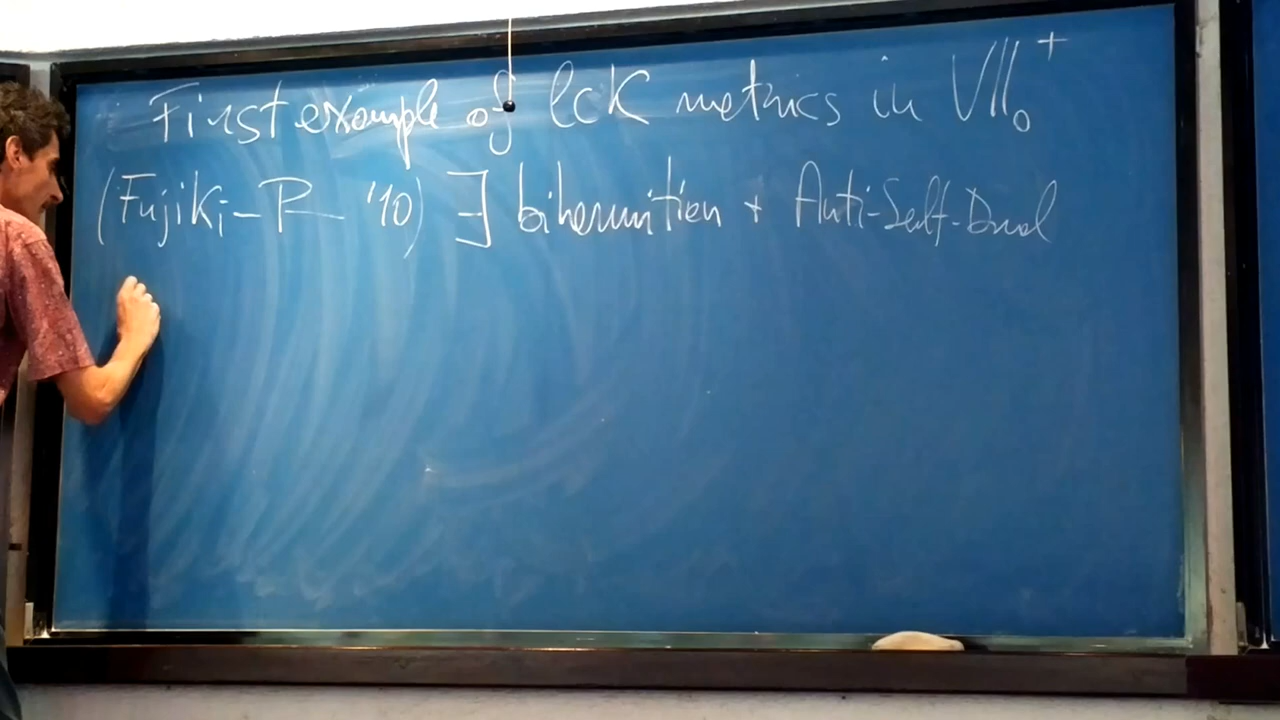 First example of lcK metrics in VII₀⁺
(Fujiki – P— '10) ∃ bihermitian + Anti-Self-Dual